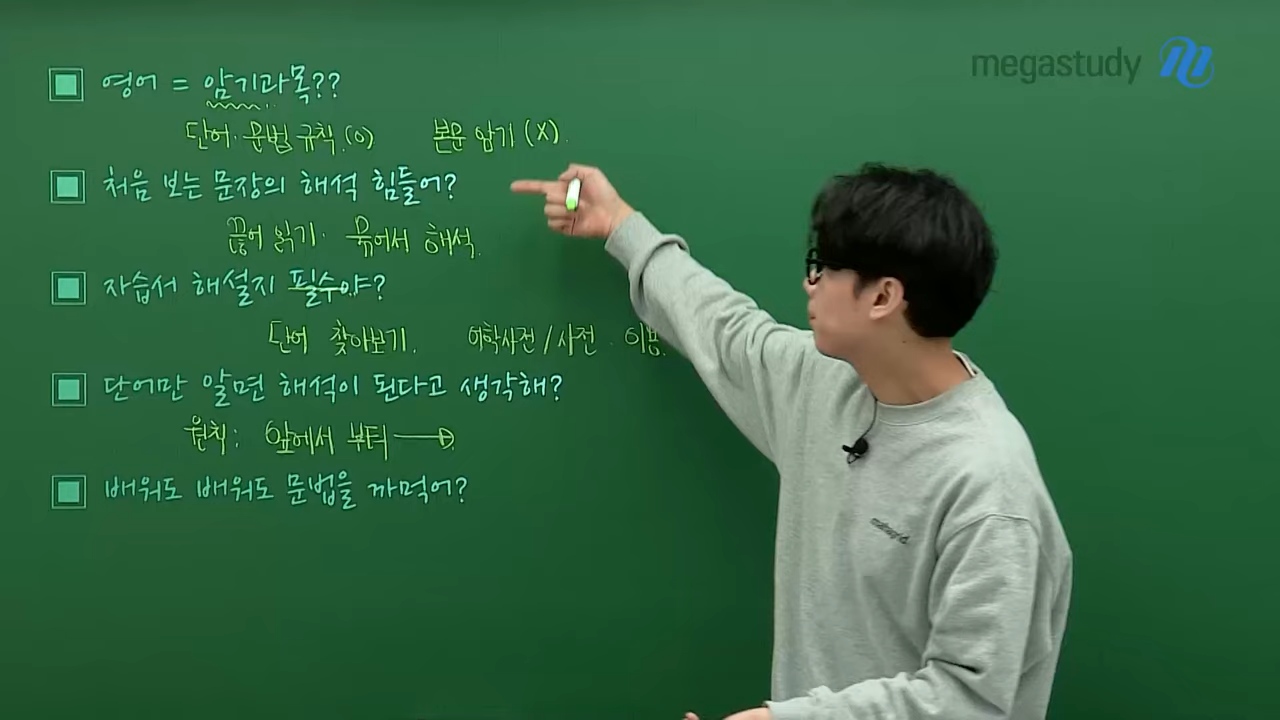 megastudy
영어 = 암기과목??
단어·문법 규칙.(O) 본문 암기(X).
처음 보는 문장의 해석 힘들어?
끊어 읽기· 묶어서 해석.
자습서 해설지 필수야?
단어 찾아보기. 어학사전/사전 · 이용.
단어만 알면 해석이 된다고 생각해?
원칙: 앞에서 부터 →
배워도 배워도 문법을 까먹어?